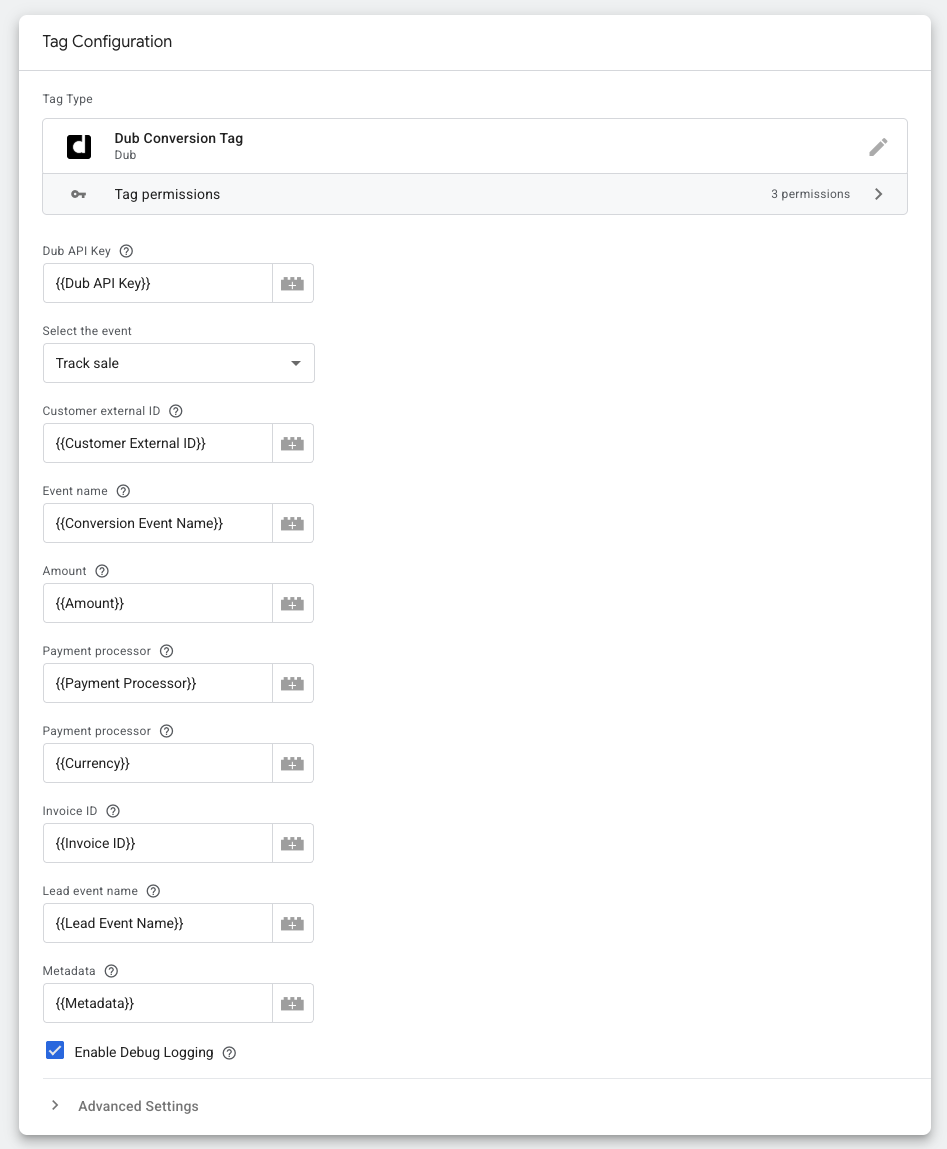 Tag Configuration
Tag Type
Dub Conversion Tag
Dub
Tag permissions 3 permissions
Dub API Key
{{Dub API Key}}
Select the event
Track sale
Customer external ID
{{Customer External ID}}
Event name
{{Conversion Event Name}}
Amount
{{Amount}}
Payment processor
{{Payment Processor}}
Payment processor
{{Currency}}
Invoice ID
{{Invoice ID}}
Lead event name
{{Lead Event Name}}
Metadata
{{Metadata}}
Enable Debug Logging
Advanced Settings